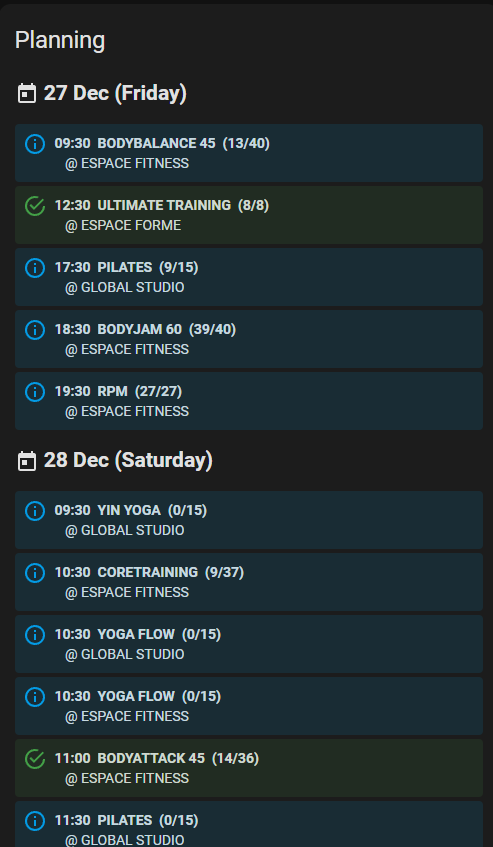 Planning
27 Dec (Friday)
09:30 BODYBALANCE 45 (13/40)
@ ESPACE FITNESS
12:30 ULTIMATE TRAINING (8/8)
@ ESPACE FORME
17:30 PILATES (9/15)
@ GLOBAL STUDIO
18:30 BODYJAM 60 (39/40)
@ ESPACE FITNESS
19:30 RPM (27/27)
@ ESPACE FITNESS
28 Dec (Saturday)
09:30 YIN YOGA (0/15)
@ GLOBAL STUDIO
10:30 CORETRAINING (9/37)
@ ESPACE FITNESS
10:30 YOGA FLOW (0/15)
@ GLOBAL STUDIO
10:30 YOGA FLOW (0/15)
@ ESPACE FITNESS
11:00 BODYATTACK 45 (14/36)
@ ESPACE FITNESS
11:30 PILATES (0/15)
@ GLOBAL STUDIO